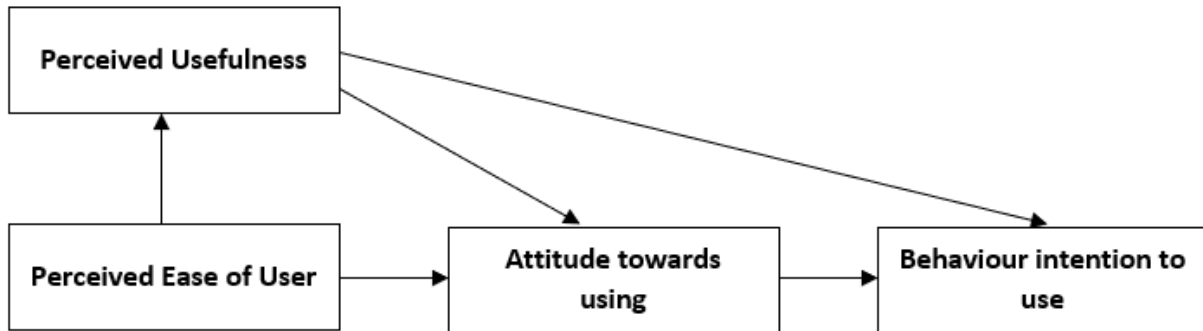 Perceived Usefulness
Perceived Ease of User
Attitude towards
using
Behaviour intention to
use